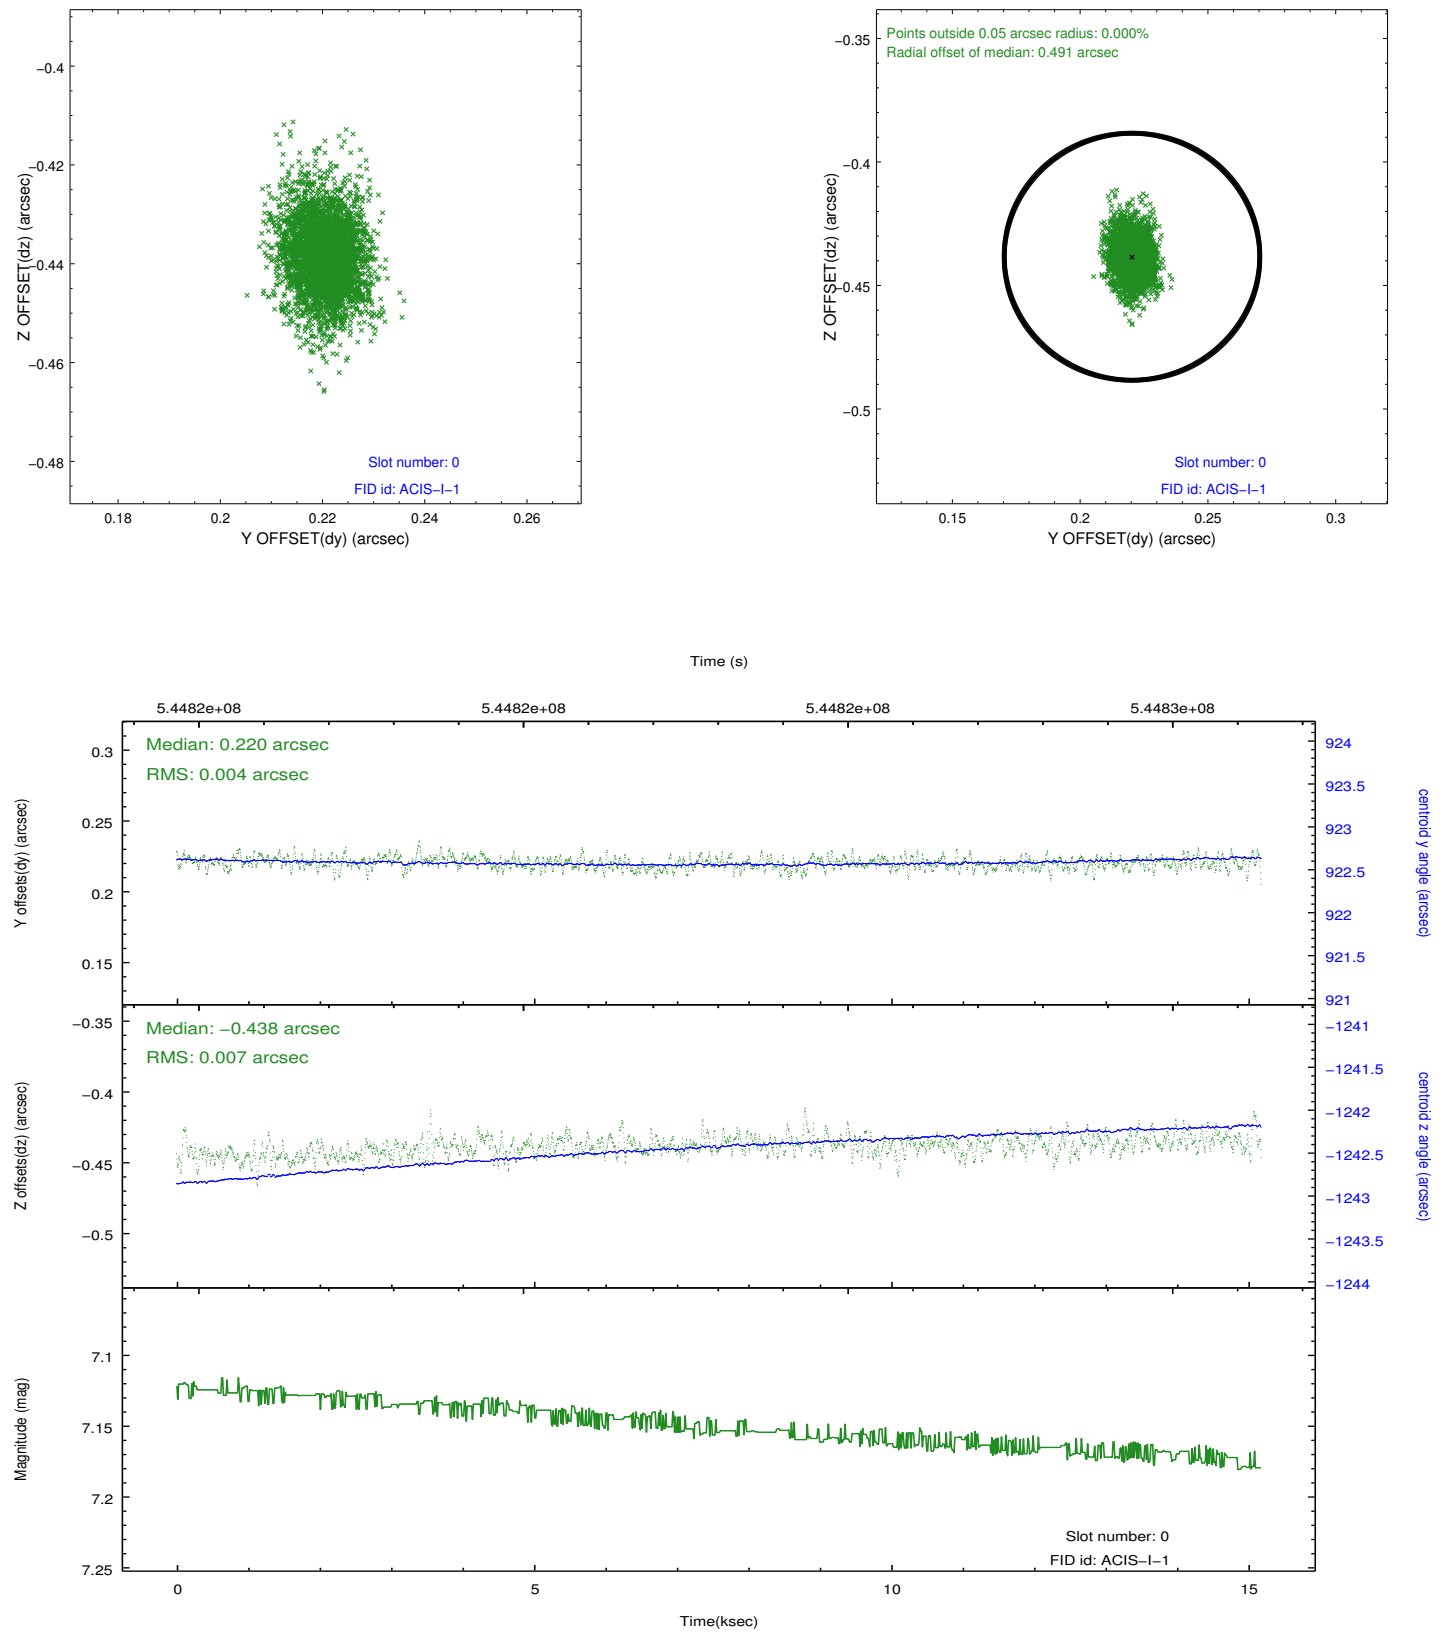 −0.4
−0.42
−0.44
−0.46
−0.48
Z OFFSET(dz) (arcsec)
Slot number: 0
FID id: ACIS−I−1
0.18 0.2 0.22 0.24 0.26
Y OFFSET(dy) (arcsec)
Points outside 0.05 arcsec radius: 0.000%
Radial offset of median: 0.491 arcsec
−0.35
−0.4
−0.45
−0.5
Z OFFSET(dz) (arcsec)
Slot number: 0
FID id: ACIS−I−1
0.15 0.2 0.25 0.3
Y OFFSET(dy) (arcsec)
Time (s)
5.4482e+08 5.4482e+08 5.4482e+08 5.4483e+08
Median: 0.220 arcsec
RMS: 0.004 arcsec
0.3
0.25
0.2
0.15
Y offsets(dy) (arcsec)
924
923.5
923
922.5
922
921.5
921
centroid y angle (arcsec)
Median: −0.438 arcsec
RMS: 0.007 arcsec
−0.35
−0.4
−0.45
−0.5
Z offsets(dz) (arcsec)
−1241
−1241.5
−1242
−1242.5
−1243
−1243.5
−1244
centroid z angle (arcsec)
7.1
7.15
7.2
7.25
Magnitude (mag)
Slot number: 0
FID id: ACIS−I−1
0 5 10 15
Time(ksec)